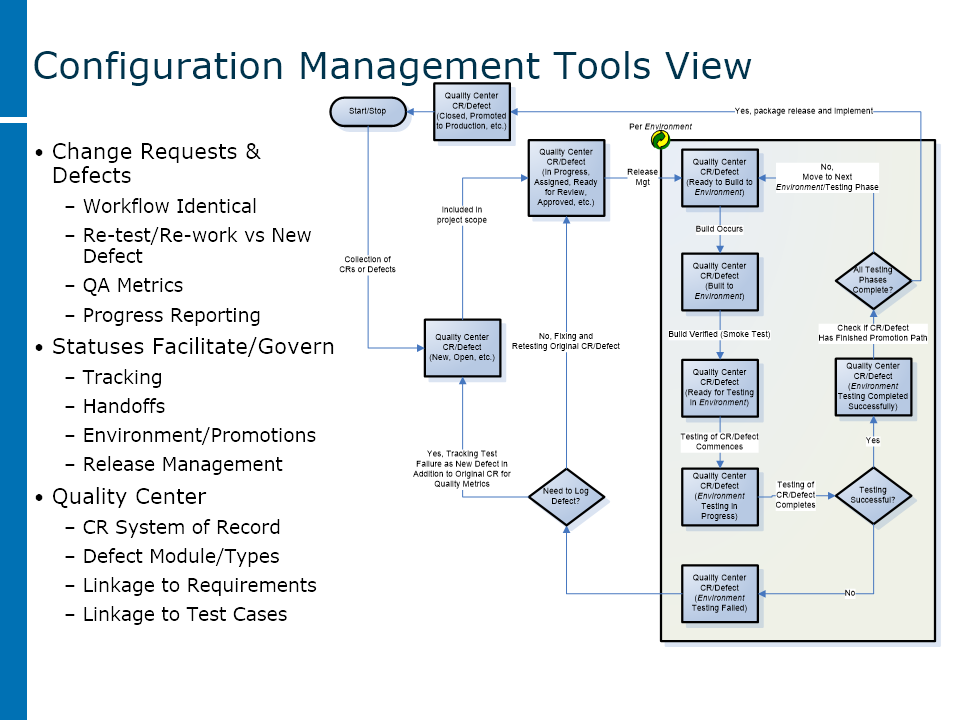 Configuration Management Tools View
• Change Requests &
Defects
– Workflow Identical
– Re-test/Re-work vs New
Defect
– QA Metrics
– Progress Reporting
• Statuses Facilitate/Govern
– Tracking
– Handoffs
– Environment/Promotions
– Release Management
• Quality Center
– CR System of Record
– Defect Module/Types
– Linkage to Requirements
– Linkage to Test Cases
Start/Stop
Quality Center
CR/Defect
(Closed, Promoted
to Production, etc.)
Yes, package release and implement
Per Environment
Quality Center
CR/Defect
(In Progress,
Assigned, Ready
for Review,
Approved, etc.)
Release
Mgt
Quality Center
CR/Defect
(Ready to Build to
Environment)
No,
Move to Next
Environment/Testing Phase
Included in
project scope
Build Occurs
Collection of
CRs or Defects
Quality Center
CR/Defect
(Built to
Environment)
All Testing
Phases
Complete?
Quality Center
CR/Defect
(New, Open, etc.)
No, Fixing and
Retesting Original CR/Defect
Build Verified (Smoke Test)
Check if CR/Defect
Has Finished Promotion Path
Quality Center
CR/Defect
(Ready for Testing
in Environment)
Quality Center
CR/Defect
(Environment
Testing Completed
Successfully)
Testing of CR/Defect
Commences
Yes
Yes, Tracking Test
Failure as New Defect in
Addition to Original CR for
Quality Metrics
Need to Log
Defect?
Quality Center
CR/Defect
(Environment
Testing in
Progress)
Testing of
CR/Defect
Completes
Testing
Successful?
Quality Center
CR/Defect
(Environment
Testing Failed)
No